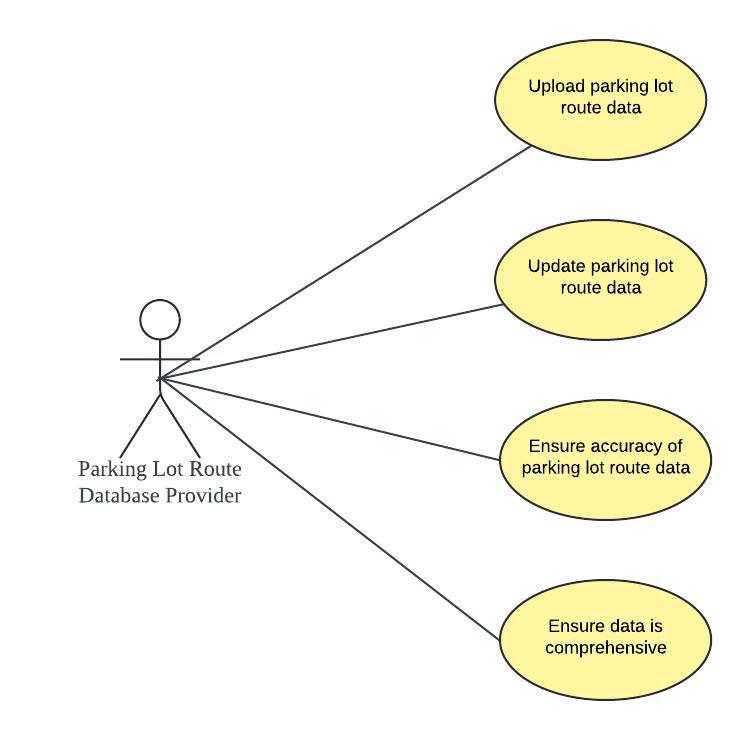 Upload parking lot
route data
Update parking lot
route data
Ensure accuracy of
parking lot route data
Parking Lot Route
Database Provider
Ensure data is
comprehensive